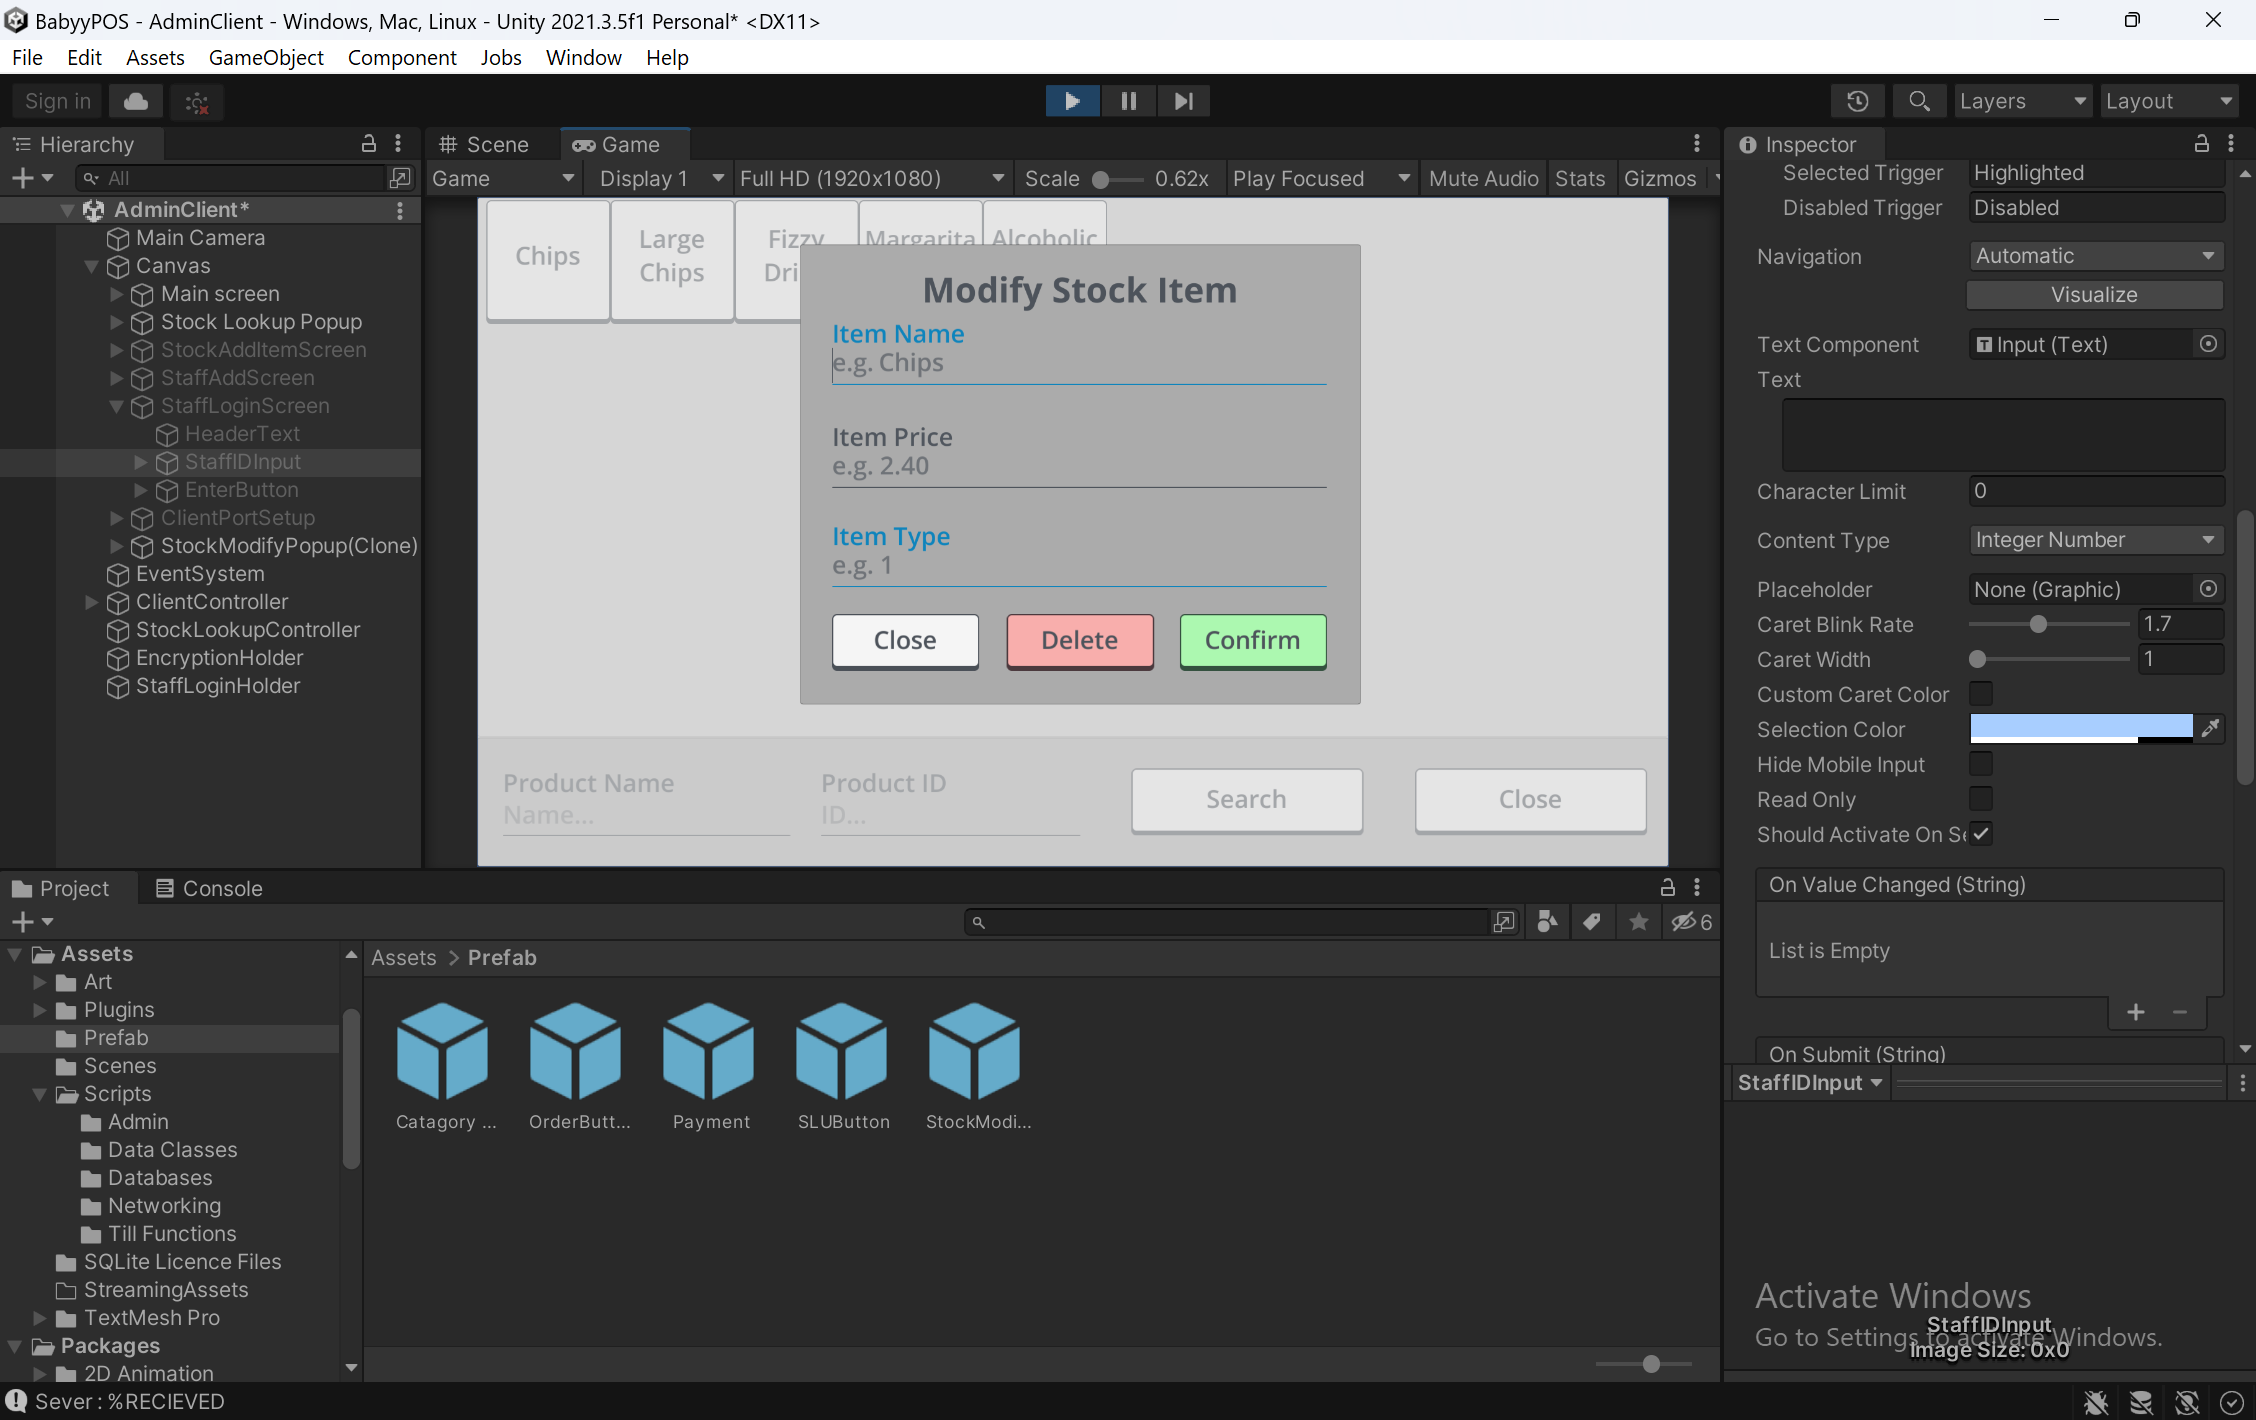 BabyyPOS - AdminClient - Windows, Mac, Linux - Unity 2021.3.5f1 Personal* <DX11>
File Edit Assets GameObject Component Jobs Window Help
Sign in
Layers
Layout
Hierarchy
All
AdminClient*
Main Camera
Canvas
Main screen
Stock Lookup Popup
StockAddItemScreen
StaffAddScreen
StaffLoginScreen
HeaderText
StaffIDInput
EnterButton
ClientPortSetup
StockModifyPopup(Clone)
EventSystem
ClientController
StockLookupController
EncryptionHolder
StaffLoginHolder
Scene
Game
Game Display 1 Full HD (1920x1080) Scale 0.62x Play Focused Mute Audio Stats Gizmos
Chips
Large
Chips
Fizzy
Dri
Margarita
Alcoholic
Modify Stock Item
Item Name
e.g. Chips
Item Price
e.g. 2.40
Item Type
e.g. 1
Close
Delete
Confirm
Product Name
Name...
Product ID
ID...
Search
Close
Inspector
Selected Trigger Highlighted
Disabled Trigger Disabled
Navigation Automatic
Visualize
Text Component Input (Text)
Text
Character Limit 0
Content Type Integer Number
Placeholder None (Graphic)
Caret Blink Rate 1.7
Caret Width 1
Custom Caret Color
Selection Color
Hide Mobile Input
Read Only
Should Activate On Se
On Value Changed (String)
List is Empty
On Submit (String)
StaffIDInput
Activate Windows
Go to Settings to activate Windows.
StaffIDInput
Image Size: 0x0
Project
Console
6
Assets
Art
Plugins
Prefab
Scenes
Scripts
Admin
Data Classes
Databases
Networking
Till Functions
SQLite Licence Files
StreamingAssets
TextMesh Pro
Packages
2D Animation
Assets > Prefab
Catagory ...
OrderButt...
Payment
SLUButton
StockModi...
Sever : %RECIEVED